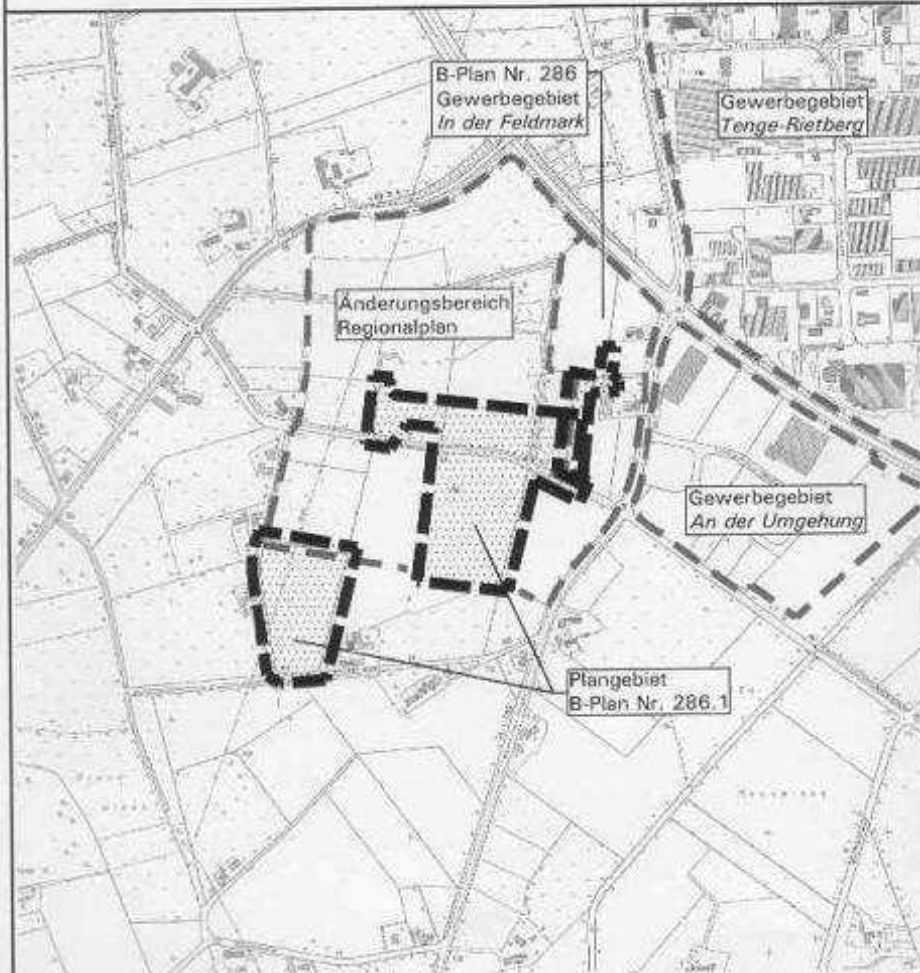 B-Plan Nr. 286
Gewerbegebiet
In der Feldmark
Gewerbegebiet
Tenge-Rietberg
Änderungsbereich
Regionalplan
Gewerbegebiet
An der Umgehung
Plangebiet
B-Plan Nr. 286.1